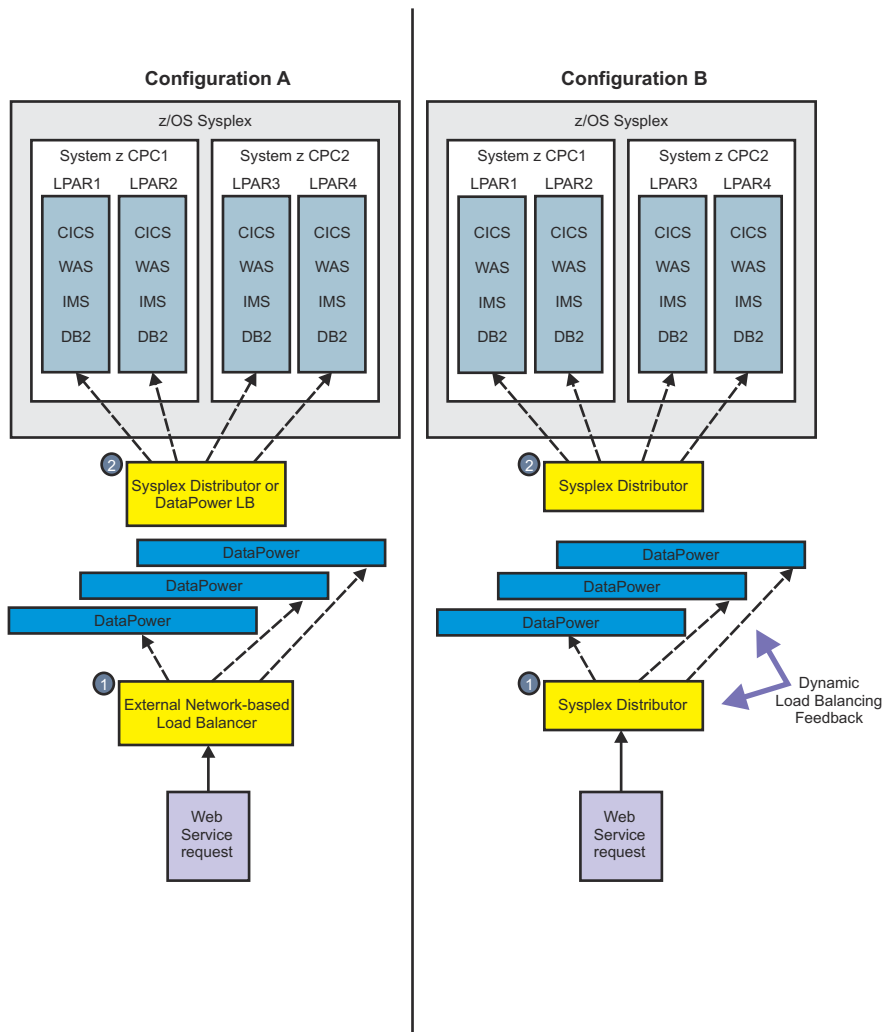 Configuration A
z/OS Sysplex
System z CPC1
System z CPC2
LPAR1
LPAR2
LPAR3
LPAR4
CICS
WAS
IMS
DB2
CICS
WAS
IMS
DB2
CICS
WAS
IMS
DB2
CICS
WAS
IMS
DB2
2
Sysplex Distributor or
DataPower LB
DataPower
DataPower
DataPower
1
External Network-based
Load Balancer
Web
Service
request
Configuration B
z/OS Sysplex
System z CPC1
System z CPC2
LPAR1
LPAR2
LPAR3
LPAR4
CICS
WAS
IMS
DB2
CICS
WAS
IMS
DB2
CICS
WAS
IMS
DB2
CICS
WAS
IMS
DB2
2
Sysplex Distributor
DataPower
DataPower
DataPower
1
Sysplex Distributor
Dynamic
Load Balancing
Feedback
Web
Service
request